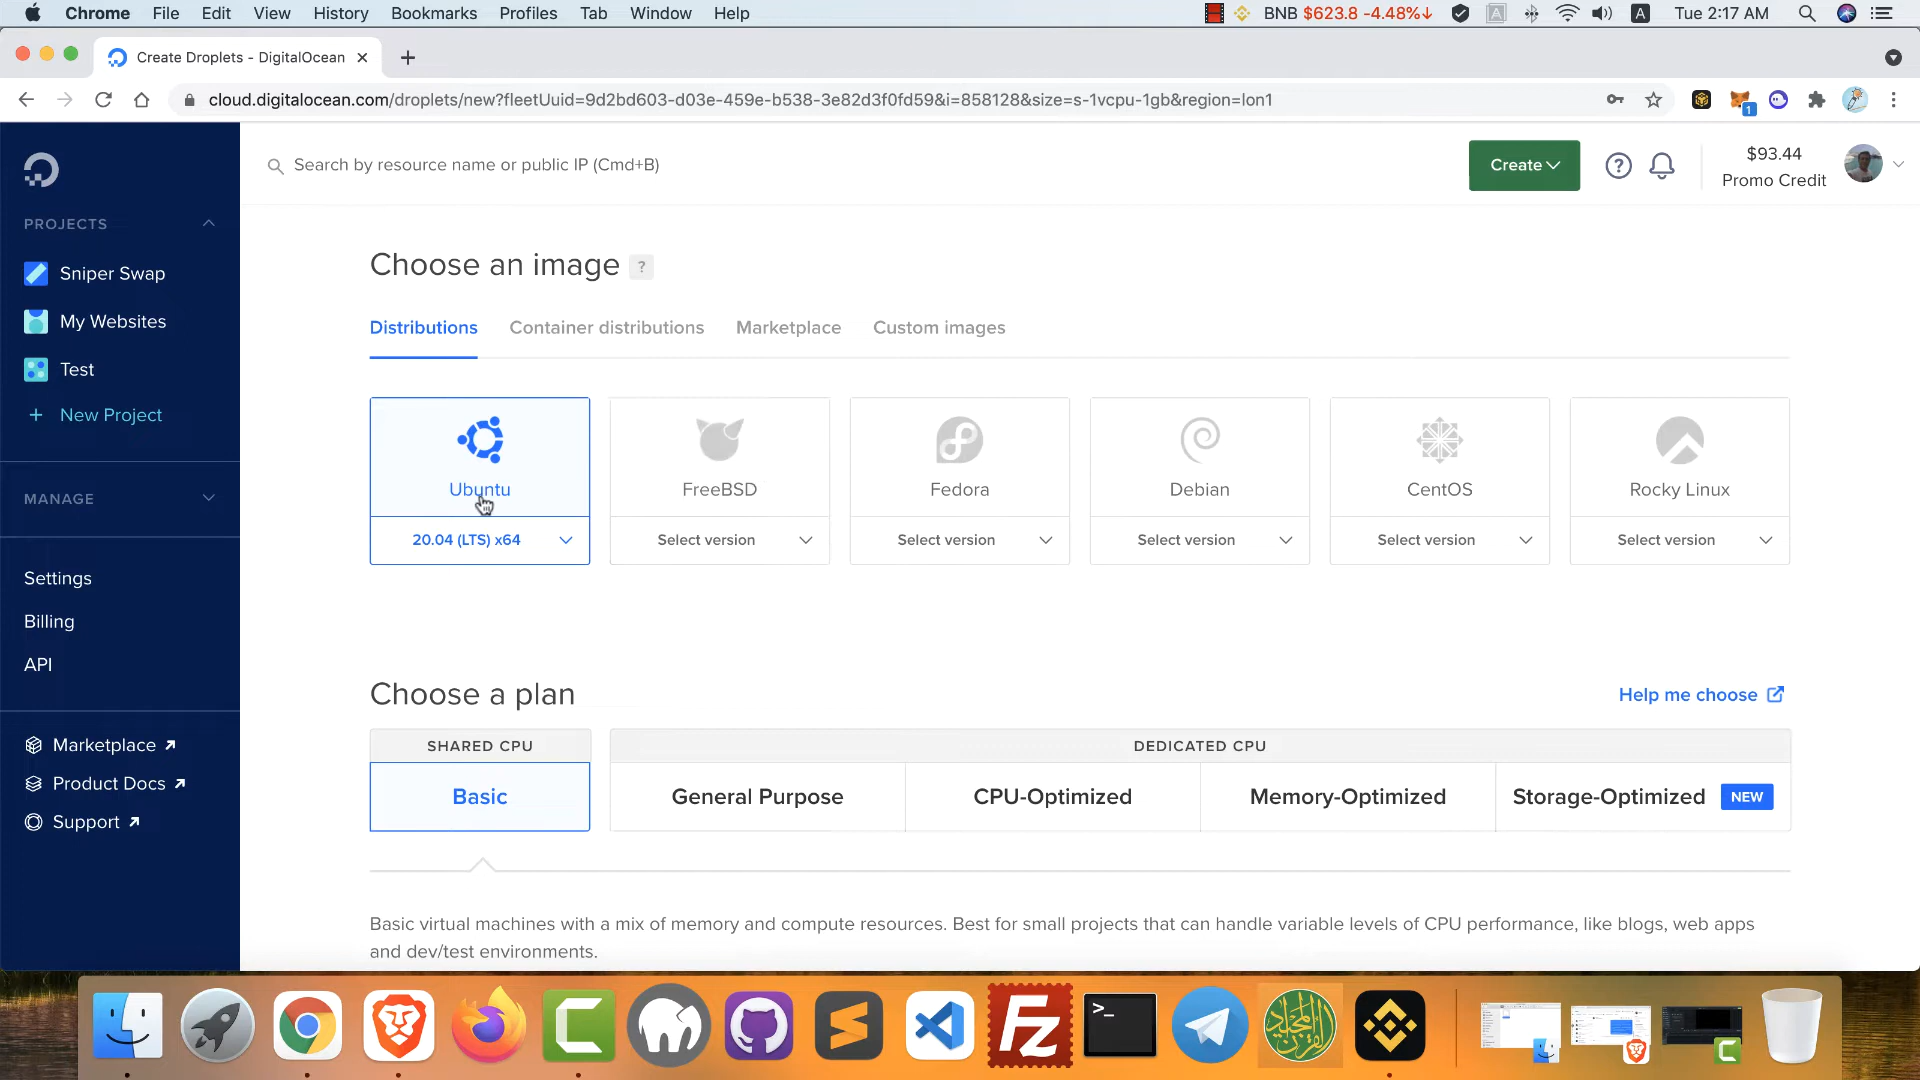 Chrome File Edit View History Bookmarks Profiles Tab Window Help
BNB $623.8 -4.48%↓ A A Tue 2:17 AM
Create Droplets - DigitalOcean
cloud.digitalocean.com/droplets/new?fleetUuid=9d2bd603-d03e-459e-b538-3e82d3f0fd59&i=858128&size=s-1vcpu-1gb&region=lon1
1
Search by resource name or public IP (Cmd+B)
Create
?
$93.44
Promo Credit
PROJECTS
Sniper Swap
My Websites
Test
+ New Project
MANAGE
Settings
Billing
API
Marketplace
Product Docs
Support
Choose an image ?
Distributions Container distributions Marketplace Custom images
Ubuntu FreeBSD Fedora Debian CentOS Rocky Linux
20.04 (LTS) x64 Select version Select version Select version Select version Select version
Choose a plan
Help me choose
SHARED CPU DEDICATED CPU
Basic General Purpose CPU-Optimized Memory-Optimized Storage-Optimized NEW
Basic virtual machines with a mix of memory and compute resources. Best for small projects that can handle variable levels of CPU performance, like blogs, web apps
and dev/test environments.
Fz
>_